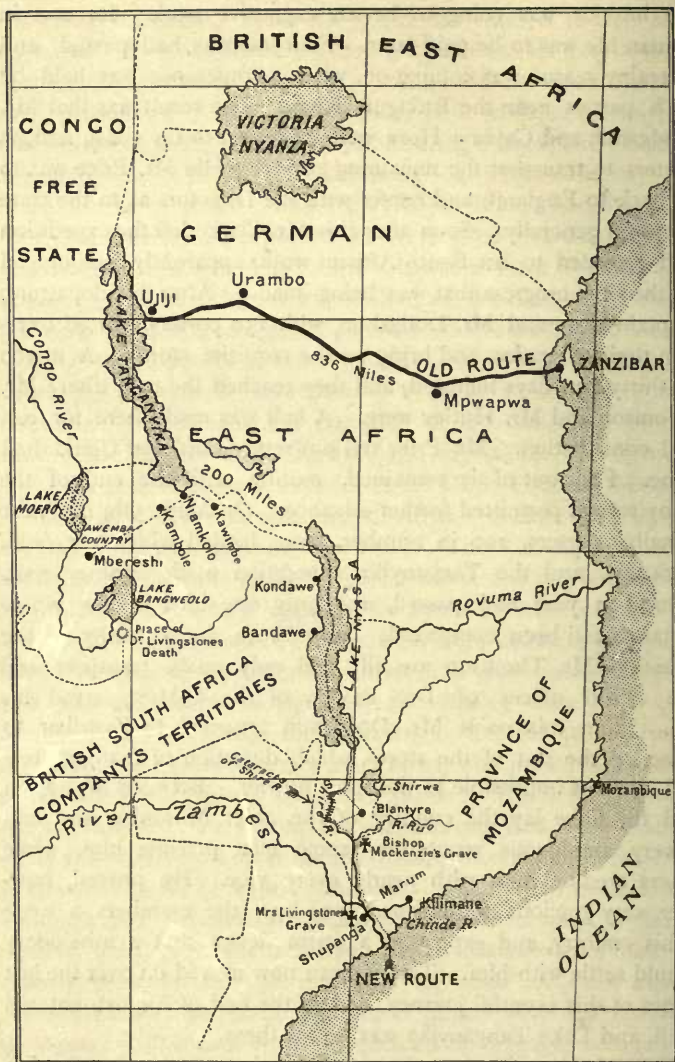 BRITISH EAST AFRICA
CONGO
FREE
STATE
VICTORIA
NYANZA
GERMAN
Ujiji
Urambo
836 Miles
OLD ROUTE
ZANZIBAR
Mpwapwa
Congo River
LAKE TANGANYIKA
EAST AFRICA
200 Miles
LAKE
MOERO
AWEMBA
COUNTRY
Kambole
Niamkolo
Kawimbe
Mbereshi
LAKE
BANGWEOLO
Kondawe
LAKE NYASSA
Rovuma River
Place of
Dr Livingstones
Death
Bandawe
BRITISH SOUTH AFRICA
COMPANY'S TERRITORIES
PROVINCE OF
MOZAMBIQUE
Cataracts
of Shire R
Shire R.
L. Shirwa
Mozambique
Blantyre
River Zambes
R. Ruo
Bishop
Mackenzie's Grave
Marum
Kilimane
Mrs Livingstones
Grave
Chinde R.
Shupanga
NEW ROUTE
INDIAN
OCEAN